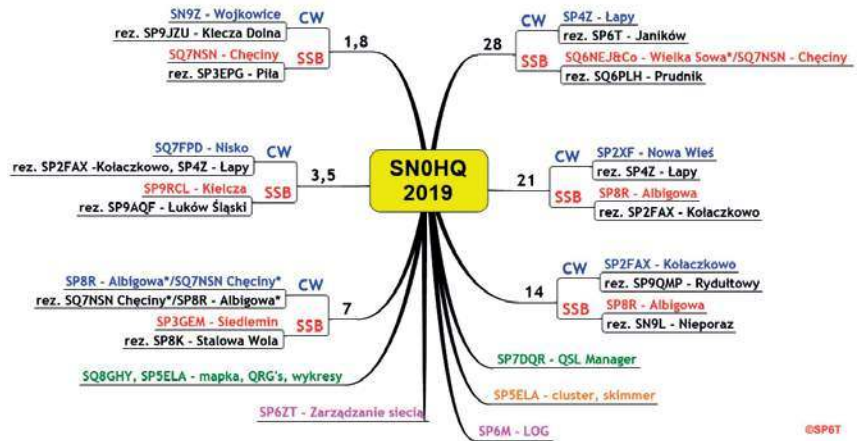 SN0HQ
2019
1,8
CW
SN9Z - Wojkowice
rez. SP9JZU - Klecza Dolna
SSB
SQ7NSN - Chęciny
rez. SP3EPG - Piła
3,5
CW
SQ7FPD - Nisko
rez. SP2FAX -Kołaczkowo, SP4Z - Łapy
SSB
SP9RCL - Kielcza
rez. SP9AQF - Łuków Śląski
7
CW
SP8R - Albigowa*/SQ7NSN Chęciny*
rez. SQ7NSN Chęciny*/SP8R - Albigowa*
SSB
SP3GEM - Siedlemin
rez. SP8K - Stalowa Wola
SQ8GHY, SP5ELA - mapka, QRG's, wykresy
SP6ZT - Zarządzanie siecią
28
CW
SP4Z - Łapy
rez. SP6T - Janików
SSB
SQ6NEJ&Co - Wielka Sowa*/SQ7NSN - Chęciny
rez. SQ6PLH - Prudnik
21
CW
SP2XF - Nowa Wieś
rez. SP4Z - Łapy
SSB
SP8R - Albigowa
rez. SP2FAX - Kołaczkowo
14
CW
SP2FAX - Kołaczkowo
rez. SP9QMP - Rydułtowy
SSB
SP8R - Albigowa
rez. SN9L - Nieporaz
SP7DQR - QSL Manager
SP5ELA - cluster, skimmer
SP6M - LOG
©SP6T